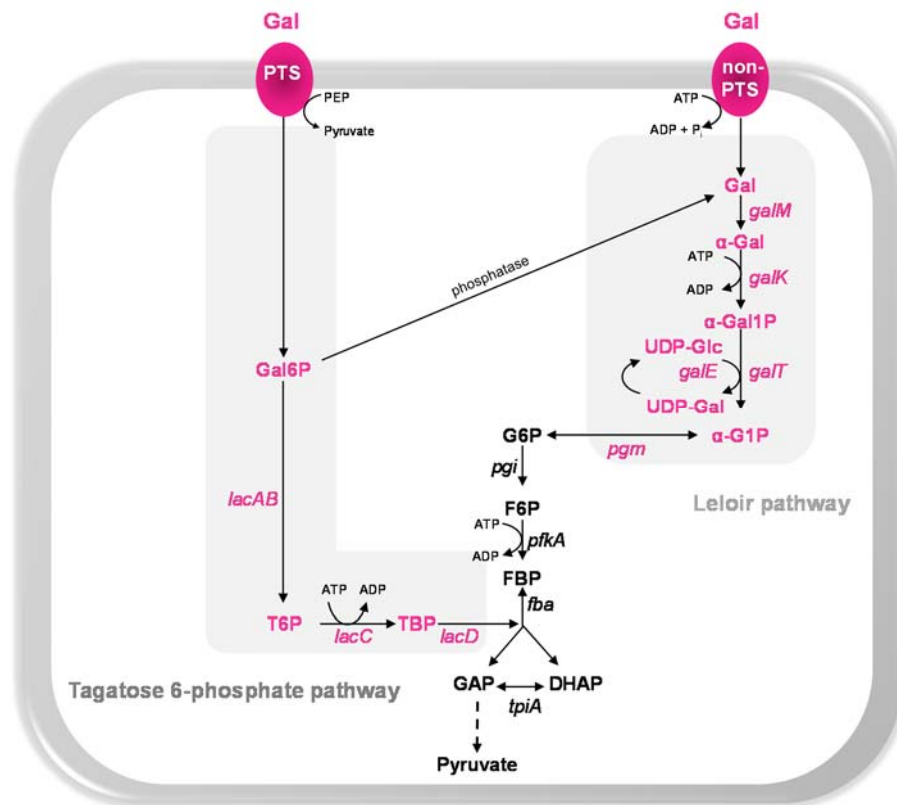 Gal
Gal
PTS
non-
PTS
PEP
Pyruvate
ATP
ADP + Pi
Gal
galM
α-Gal
ATP
galK
ADP
phosphatase
α-Gal1P
UDP-Glc
galE
galT
UDP-Gal
Gal6P
G6P
pgm
α-G1P
pgi
lacAB
Leloir pathway
F6P
ATP
pfkA
ADP
FBP
fba
ATP
ADP
T6P
lacC
TBP
lacD
Tagatose 6-phosphate pathway
GAP
DHAP
tpiA
Pyruvate